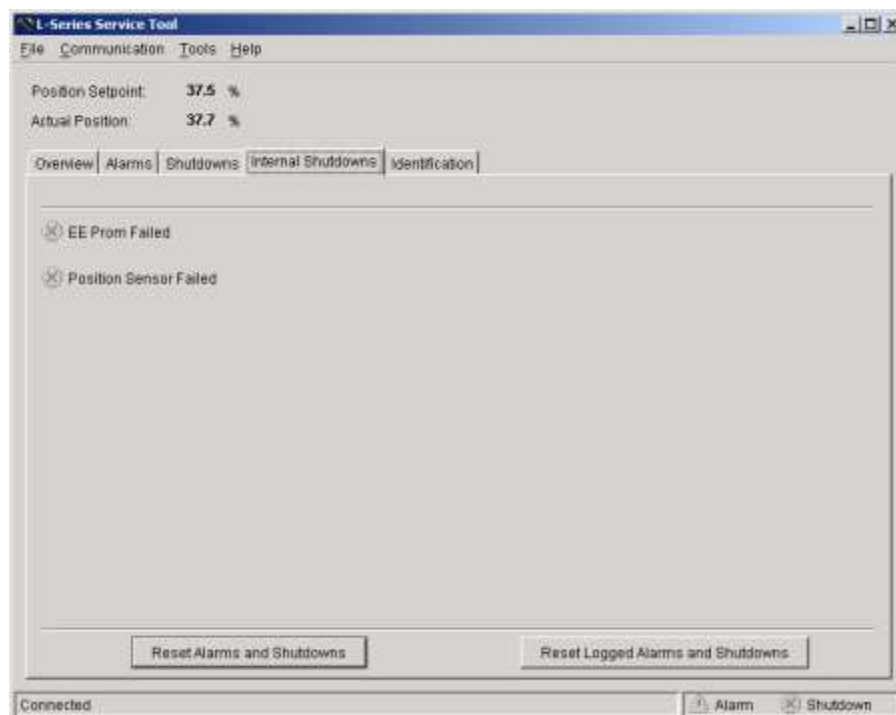 L-Series Service Tool
File Communication Tools Help
Position Setpoint: 37.5 %
Actual Position: 37.7 %
Overview Alarms Shutdowns Internal Shutdowns Identification
EE Prom Failed
Position Sensor Failed
Reset Alarms and Shutdowns Reset Logged Alarms and Shutdowns
Connected Alarm Shutdown